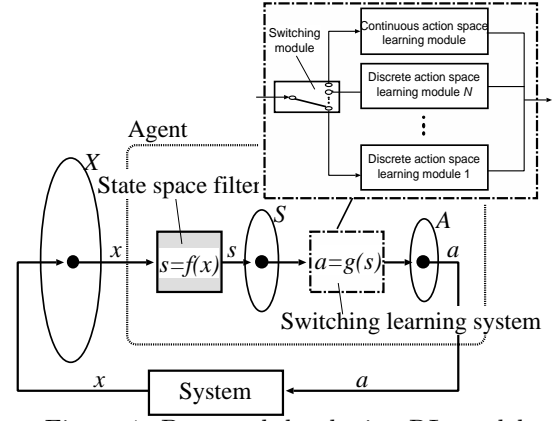 Continuous action space
learning module
Switching
module
Discrete action space
learning module N
Discrete action space
learning module 1
Agent
X
State space filter
S
A
x
s=f(x)
s
a=g(s)
a
Switching learning system
x
System
a